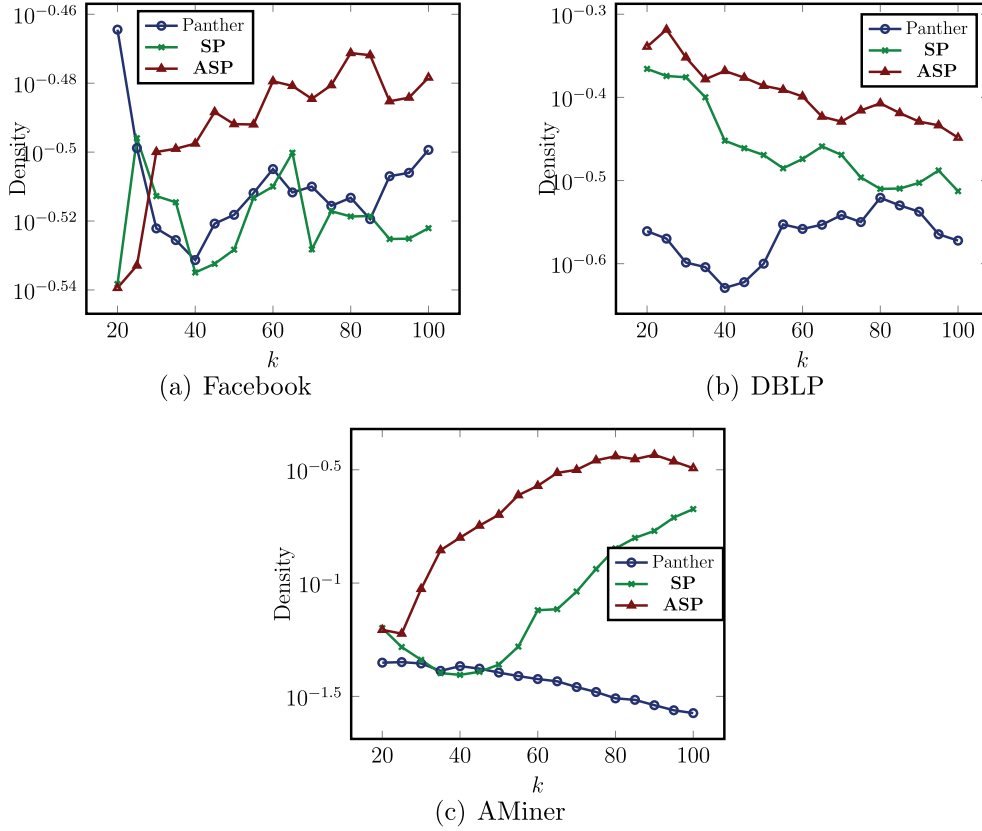 10^−0.46
10^−0.48
10^−0.5
10^−0.52
10^−0.54
Density
Panther
SP
ASP
20 40 60 80 100
k
(a) Facebook
10^−0.3
10^−0.4
10^−0.5
10^−0.6
Density
Panther
SP
ASP
20 40 60 80 100
k
(b) DBLP
10^−0.5
10^−1
10^−1.5
Density
Panther
SP
ASP
20 40 60 80 100
k
(c) AMiner